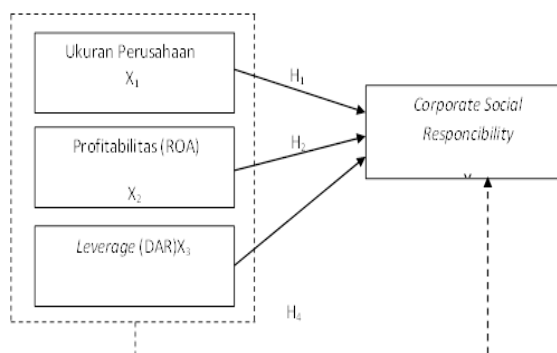 Ukuran Perusahaan
X₁
H₁
Corporate Social
Responcibility
Profitabilitas (ROA)
X₂
H₂
Leverage (DAR)X₃
H₄